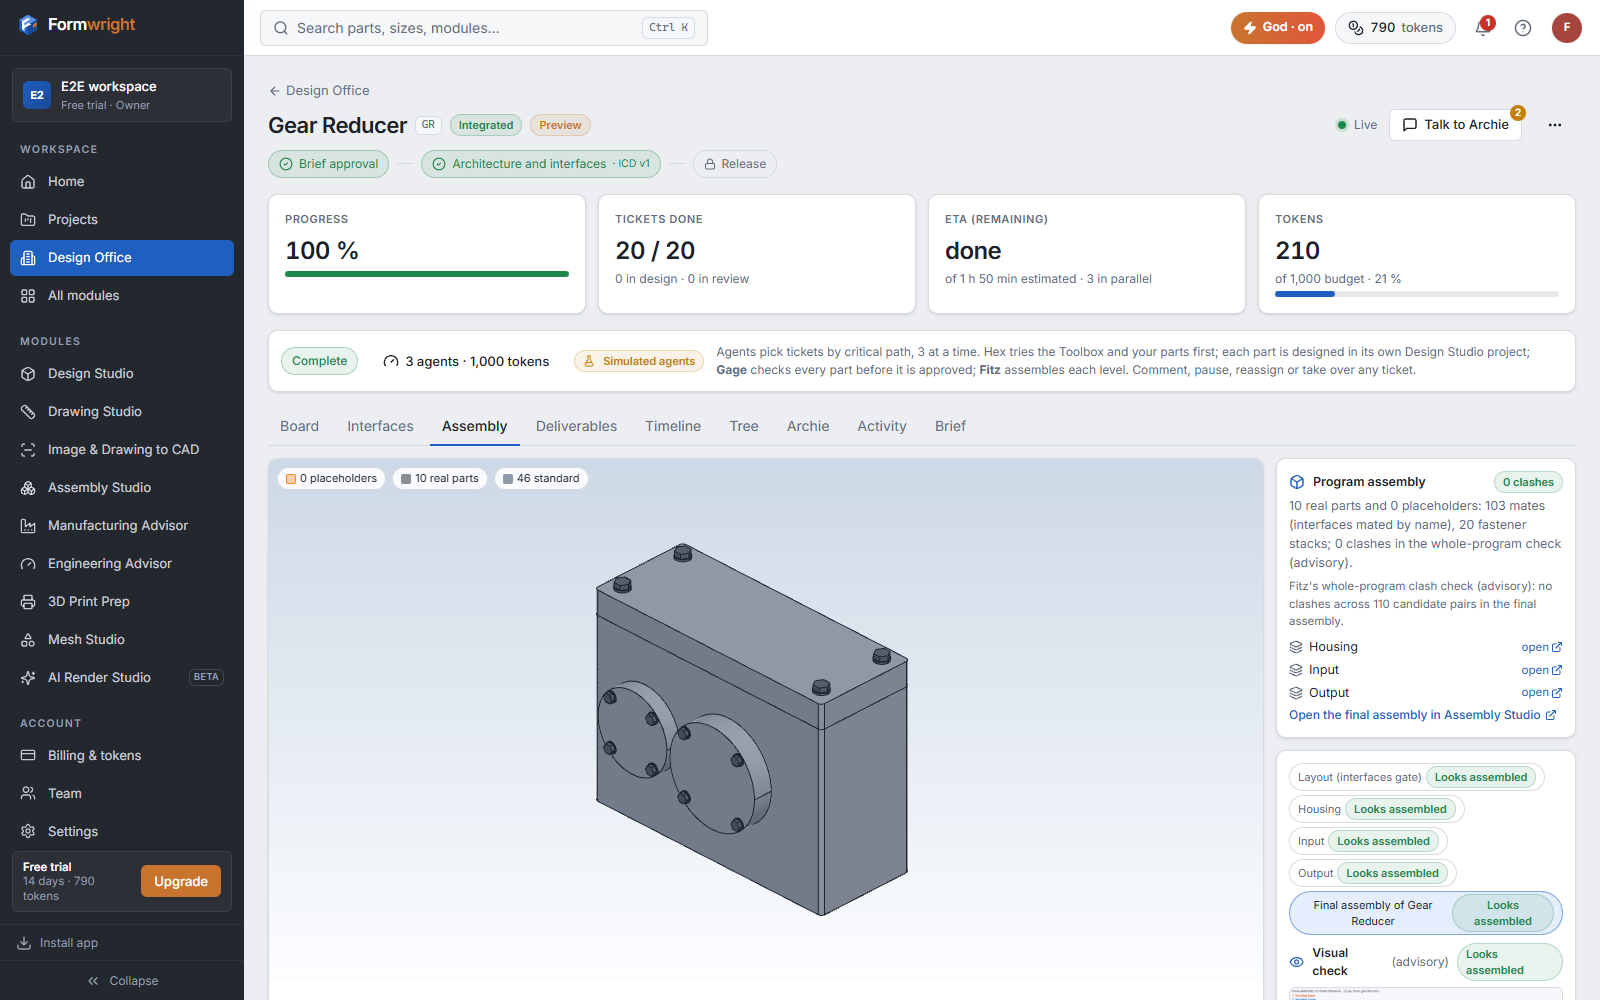 Formwright
Search parts, sizes, modules...
Ctrl K
God · on
790 tokens
1
F
E2
E2E workspace
Free trial · Owner
WORKSPACE
Home
Projects
Design Office
All modules
MODULES
Design Studio
Drawing Studio
Image & Drawing to CAD
Assembly Studio
Manufacturing Advisor
Engineering Advisor
3D Print Prep
Mesh Studio
AI Render Studio
BETA
ACCOUNT
Billing & tokens
Team
Settings
Free trial
14 days · 790
tokens
Upgrade
Install app
Collapse
Design Office
Gear Reducer
GR
Integrated
Preview
Live
Talk to Archie
2
Brief approval
Architecture and interfaces · ICD v1
Release
PROGRESS
100 %
TICKETS DONE
20 / 20
0 in design · 0 in review
ETA (REMAINING)
done
of 1 h 50 min estimated · 3 in parallel
TOKENS
210
of 1,000 budget · 21 %
Complete
3 agents · 1,000 tokens
Simulated agents
Agents pick tickets by critical path, 3 at a time. Hex tries the Toolbox and your parts first; each part is designed in its own Design Studio project;
Gage checks every part before it is approved; Fitz assembles each level. Comment, pause, reassign or take over any ticket.
Board
Interfaces
Assembly
Deliverables
Timeline
Tree
Archie
Activity
Brief
0 placeholders
10 real parts
46 standard
Program assembly
0 clashes
10 real parts and 0 placeholders: 103 mates
(interfaces mated by name), 20 fastener
stacks; 0 clashes in the whole-program check
(advisory).
Fitz's whole-program clash check (advisory): no
clashes across 110 candidate pairs in the final
assembly.
Housing
open
Input
open
Output
open
Open the final assembly in Assembly Studio
Layout (interfaces gate)
Looks assembled
Housing
Looks assembled
Input
Looks assembled
Output
Looks assembled
Final assembly of Gear
Reducer
Looks
assembled
Visual
check
(advisory)
Looks
assembled